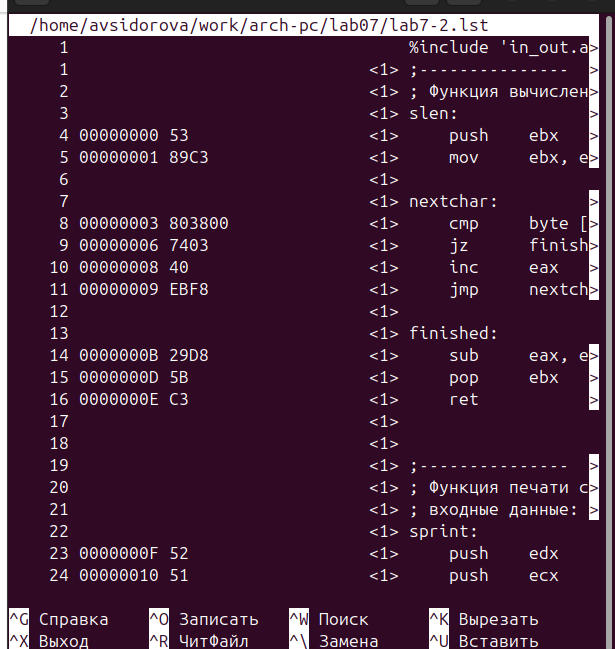 /home/avsidorova/work/arch-pc/lab07/lab7-2.lst
1 %include 'in_out.a>
1 <1> ;--------------- >
2 <1> ; Функция вычислен>
3 <1> slen: >
4 00000000 53 <1> push ebx >
5 00000001 89C3 <1> mov ebx, e>
6 <1>
7 <1> nextchar: >
8 00000003 803800 <1> cmp byte [>
9 00000006 7403 <1> jz finish>
10 00000008 40 <1> inc eax >
11 00000009 EBF8 <1> jmp nextch>
12 <1>
13 <1> finished: >
14 0000000B 29D8 <1> sub eax, e>
15 0000000D 5B <1> pop ebx >
16 0000000E C3 <1> ret >
17 <1>
18 <1>
19 <1> ;--------------- >
20 <1> ; Функция печати с>
21 <1> ; входные данные: >
22 <1> sprint: >
23 0000000F 52 <1> push edx >
24 00000010 51 <1> push ecx >
^G Справка ^O Записать ^W Поиск ^K Вырезать
^X Выход ^R ЧитФайл ^\ Замена ^U Вставить